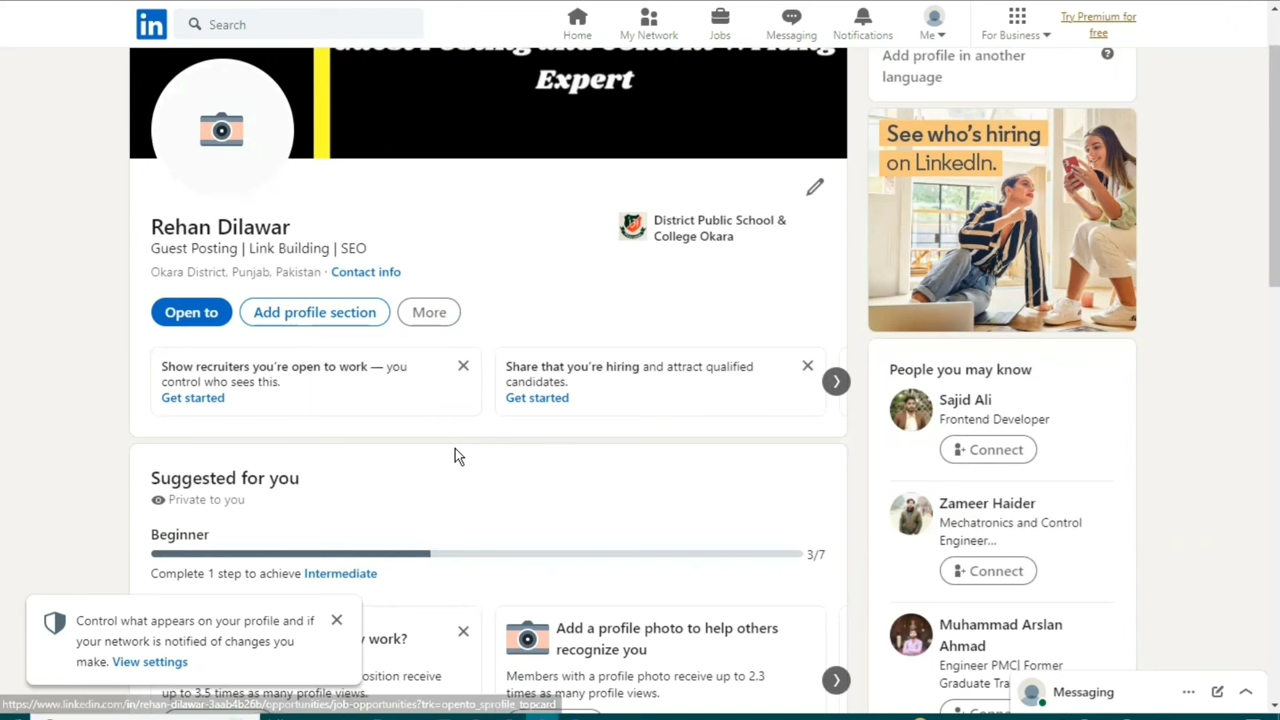 in
Search
Home
My Network
Jobs
Messaging
Notifications
Me
For Business
Try Premium for
free
Expert
Add profile in another
language
?
See who's hiring
on LinkedIn.
Rehan Dilawar
Guest Posting | Link Building | SEO
Okara District, Punjab, Pakistan · Contact info
District Public School &
College Okara
Open to
Add profile section
More
Show recruiters you're open to work — you
control who sees this.
Get started
Share that you're hiring and attract qualified
candidates.
Get started
People you may know
Sajid Ali
Frontend Developer
Connect
Zameer Haider
Mechatronics and Control
Engineer...
Connect
Muhammad Arslan
Ahmad
Engineer PMC| Former
Graduate Tra
Suggested for you
Private to you
Beginner
3/7
Complete 1 step to achieve Intermediate
work?
osition receive
up to 3.5 times as many profile views.
Add a profile photo to help others
recognize you
Members with a profile photo receive up to 2.3
times as many profile views.
Control what appears on your profile and if
your network is notified of changes you
make. View settings
Messaging
https://www.linkedin.com/in/rehan-dilawar-3aab4b26b/opportunities/job-opportunities?trk=opento_sprofile_topcard